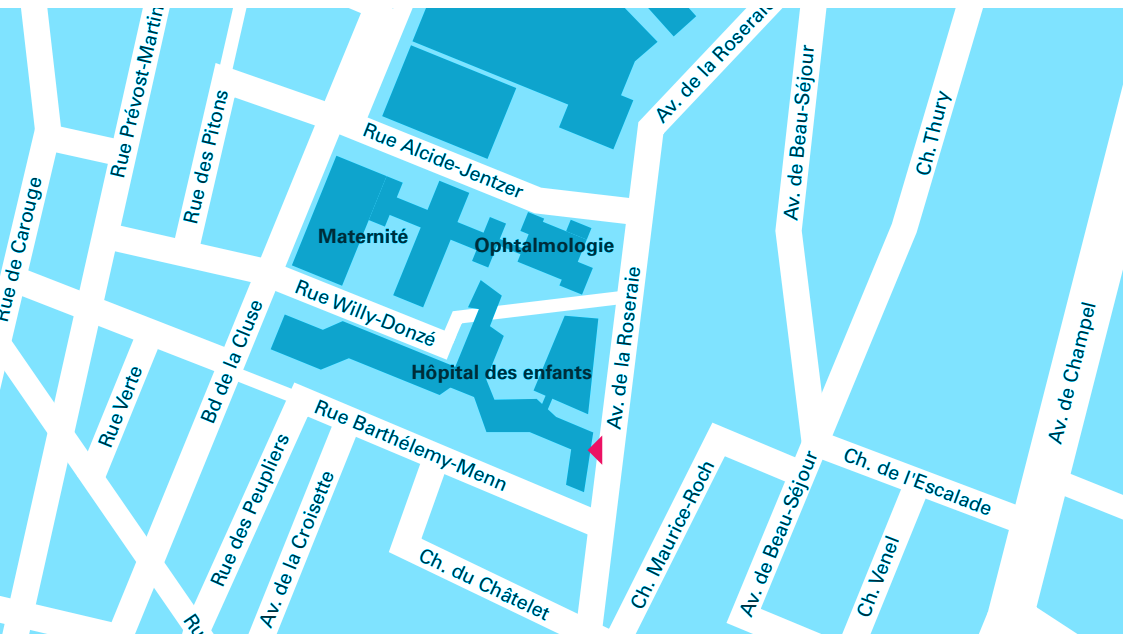 Rue Prévost-Martin
Av. de la Roseraie
Av. de Beau-Séjour
Ch. Thury
Rue des Pitons
Rue Alcide-Jentzer
Rue de Carouge
Maternité
Ophtalmologie
Rue Willy-Donzé
Av. de la Roseraie
Bd de la Cluse
Av. de Champel
Rue Verte
Hôpital des enfants
Rue Barthélemy-Menn
Ch. de l'Escalade
Rue des Peupliers
Av. de la Croisette
Ch. Maurice-Roch
Av. de Beau-Séjour
Ch. Venel
Ch. du Châtelet